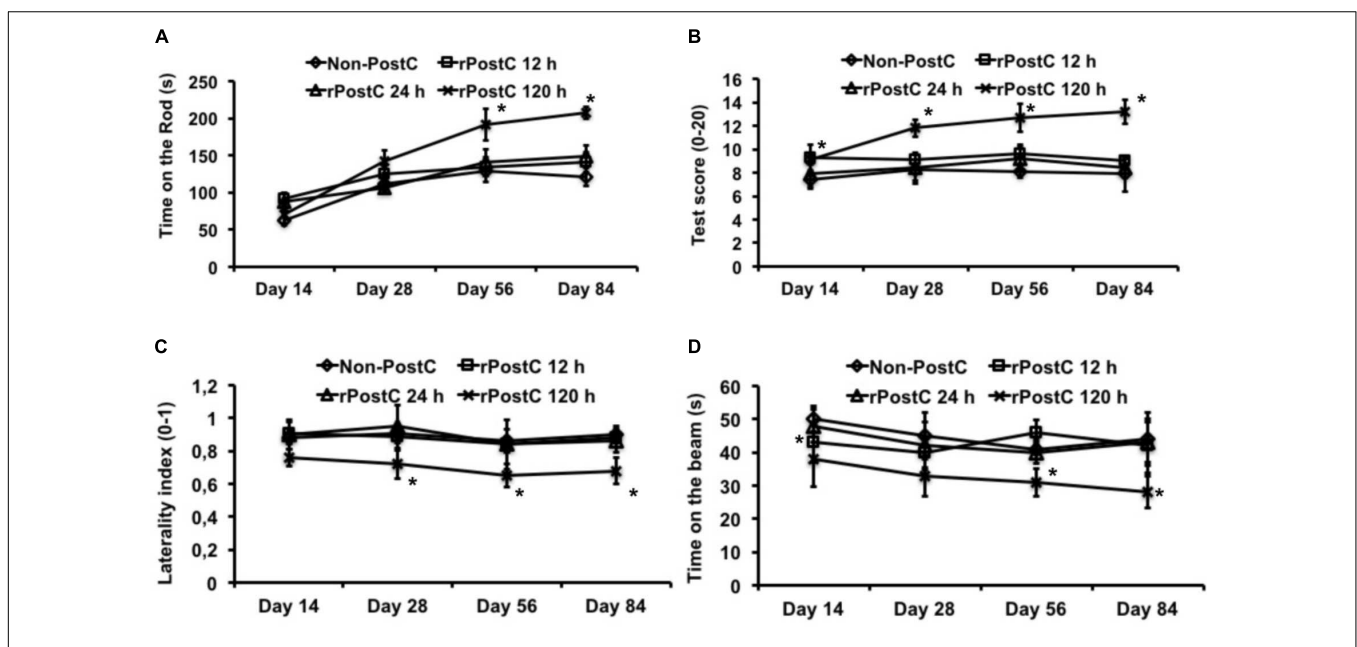 A
Non-PostC rPostC 12 h
rPostC 24 h rPostC 120 h
Time on the Rod (s)
250
200
150
100
50
0
* *
Day 14 Day 28 Day 56 Day 84
B
Non-PostC rPostC 12 h
rPostC 24 h rPostC 120 h
Test score (0-20)
16
14
12
10
8
6
4
2
0
* * * *
Day 14 Day 28 Day 56 Day 84
C
Non-PostC rPostC 12 h
rPostC 24 h rPostC 120 h
Laterality index (0-1)
1,2
1
0,8
0,6
0,4
0,2
0
* * *
Day 14 Day 28 Day 56 Day 84
D
Non-PostC rPostC 12 h
rPostC 24 h rPostC 120 h
Time on the beam (s)
60
50
40
30
20
10
0
* * *
Day 14 Day 28 Day 56 Day 84